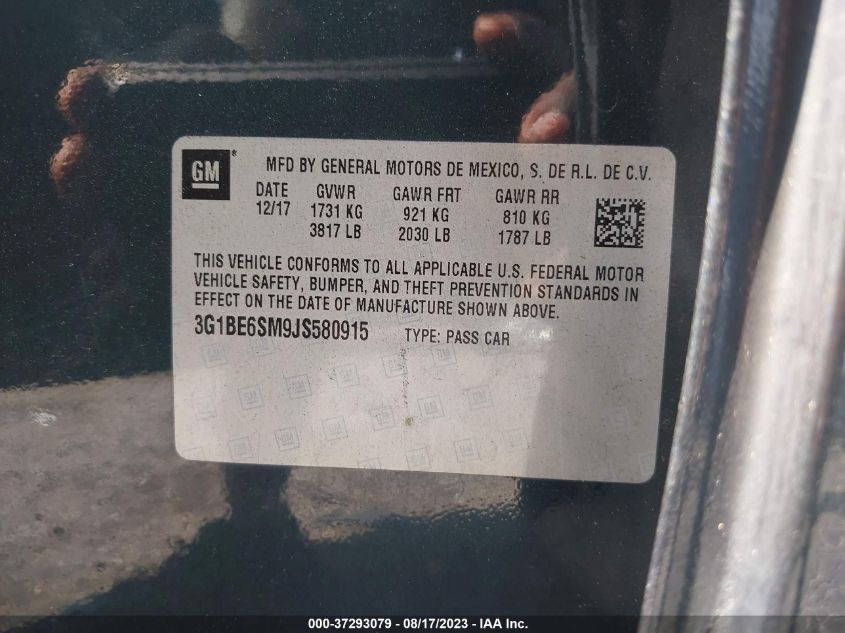 GM
MFD BY GENERAL MOTORS DE MEXICO, S. DE R.L. DE C.V.
DATE GVWR GAWR FRT GAWR RR
12/17 1731 KG 921 KG 810 KG
3817 LB 2030 LB 1787 LB
THIS VEHICLE CONFORMS TO ALL APPLICABLE U.S. FEDERAL MOTOR
VEHICLE SAFETY, BUMPER, AND THEFT PREVENTION STANDARDS IN
EFFECT ON THE DATE OF MANUFACTURE SHOWN ABOVE.
3G1BE6SM9JS580915 TYPE: PASS CAR
000-37293079 - 08/17/2023 - IAA Inc.